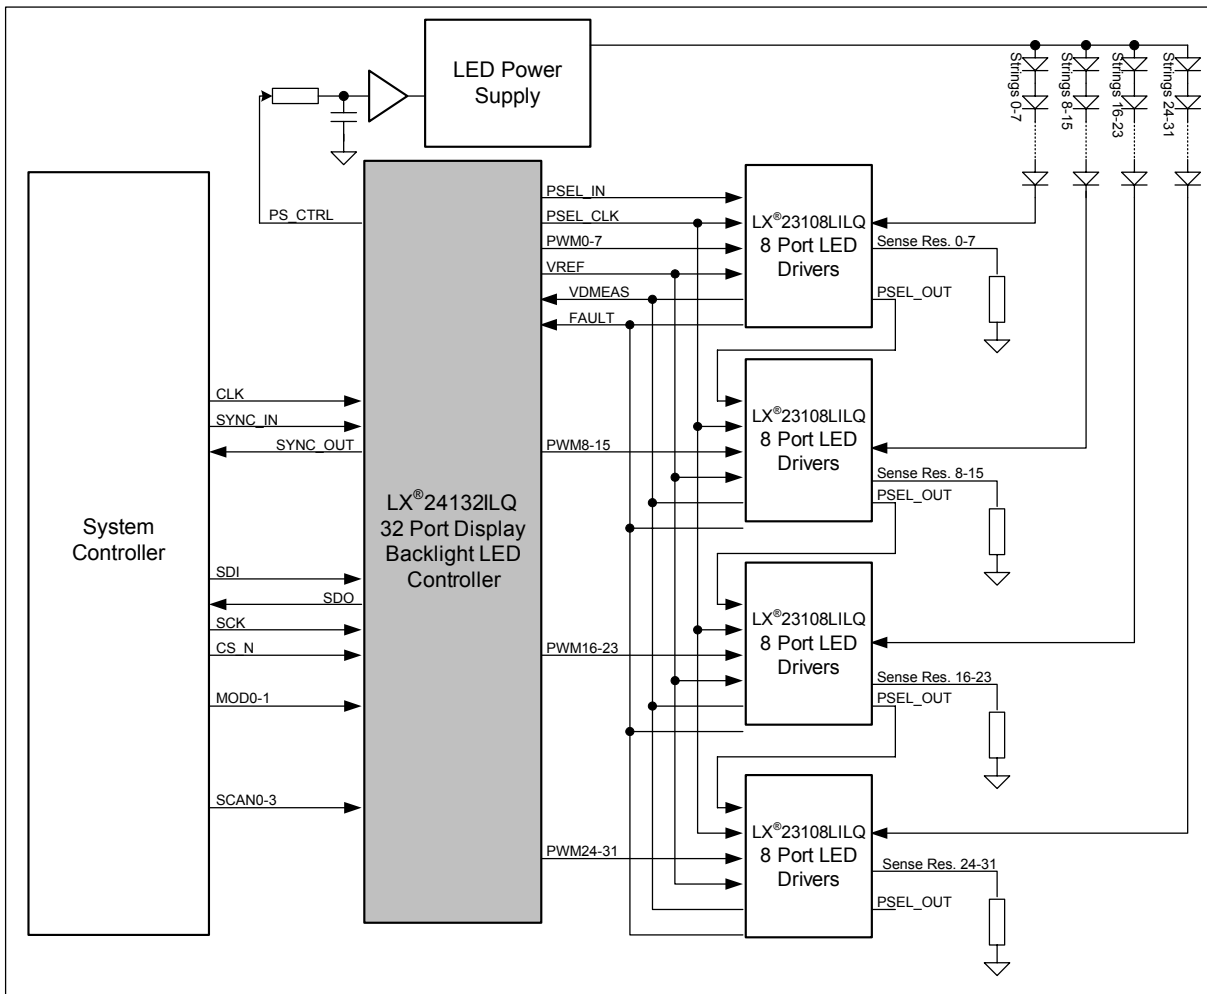 LED Power
Supply
Strings 0-7
Strings 8-15
Strings 16-23
Strings 24-31
PS_CTRL
PSEL_IN
PSEL_CLK
PWM0-7
VREF
VDMEAS
FAULT
LX®23108LILQ
8 Port LED
Drivers
Sense Res. 0-7
PSEL_OUT
CLK
SYNC_IN
SYNC_OUT
PWM8-15
LX®23108LILQ
8 Port LED
Drivers
Sense Res. 8-15
PSEL_OUT
System
Controller
LX®24132ILQ
32 Port Display
Backlight LED
Controller
SDI
SDO
SCK
CS_N
MOD0-1
SCAN0-3
PWM16-23
LX®23108LILQ
8 Port LED
Drivers
Sense Res. 16-23
PSEL_OUT
PWM24-31
LX®23108LILQ
8 Port LED
Drivers
Sense Res. 24-31
PSEL_OUT